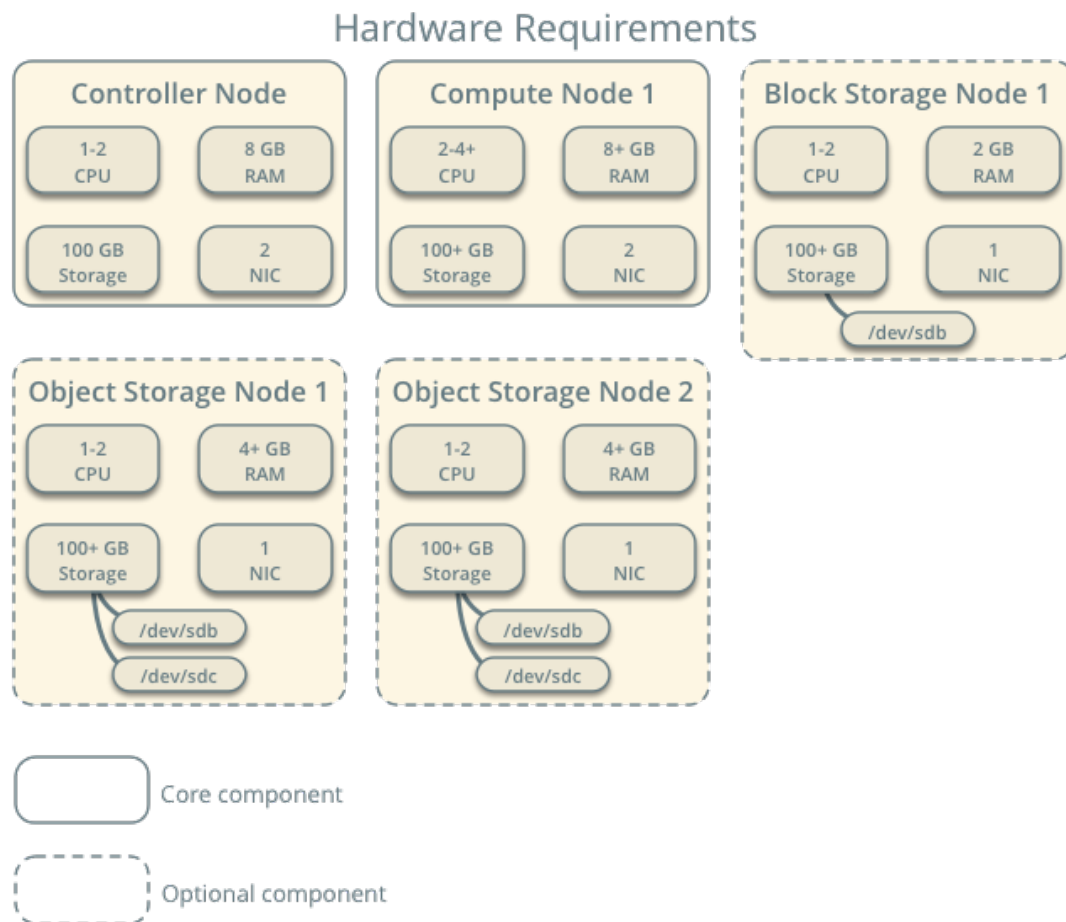 Hardware Requirements
Controller Node
1-2
CPU
8 GB
RAM
100 GB
Storage
2
NIC
Compute Node 1
2-4+
CPU
8+ GB
RAM
100+ GB
Storage
2
NIC
Block Storage Node 1
1-2
CPU
2 GB
RAM
100+ GB
Storage
1
NIC
/dev/sdb
Object Storage Node 1
1-2
CPU
4+ GB
RAM
100+ GB
Storage
1
NIC
/dev/sdb
/dev/sdc
Object Storage Node 2
1-2
CPU
4+ GB
RAM
100+ GB
Storage
1
NIC
/dev/sdb
/dev/sdc
Core component
Optional component